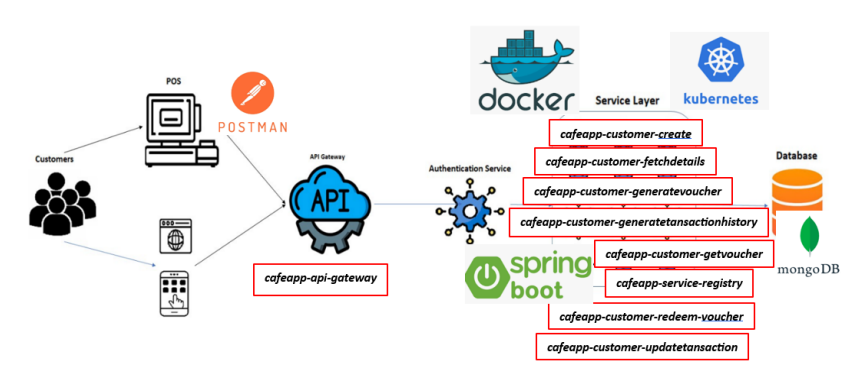 docker
kubernetes
Service Layer
POS
POSTMAN
cafeapp-customer-create
Customers
API Gateway
cafeapp-customer-fetchdetails
Database
Authentication Service
cafeapp-customer-generatevoucher
API
cafeapp-customer-generatetansactionhistory
cafeapp-customer-getvoucher
spring
boot
mongoDB
cafeapp-api-gateway
cafeapp-service-registry
cafeapp-customer-redeem-voucher
cafeapp-customer-updatetansaction